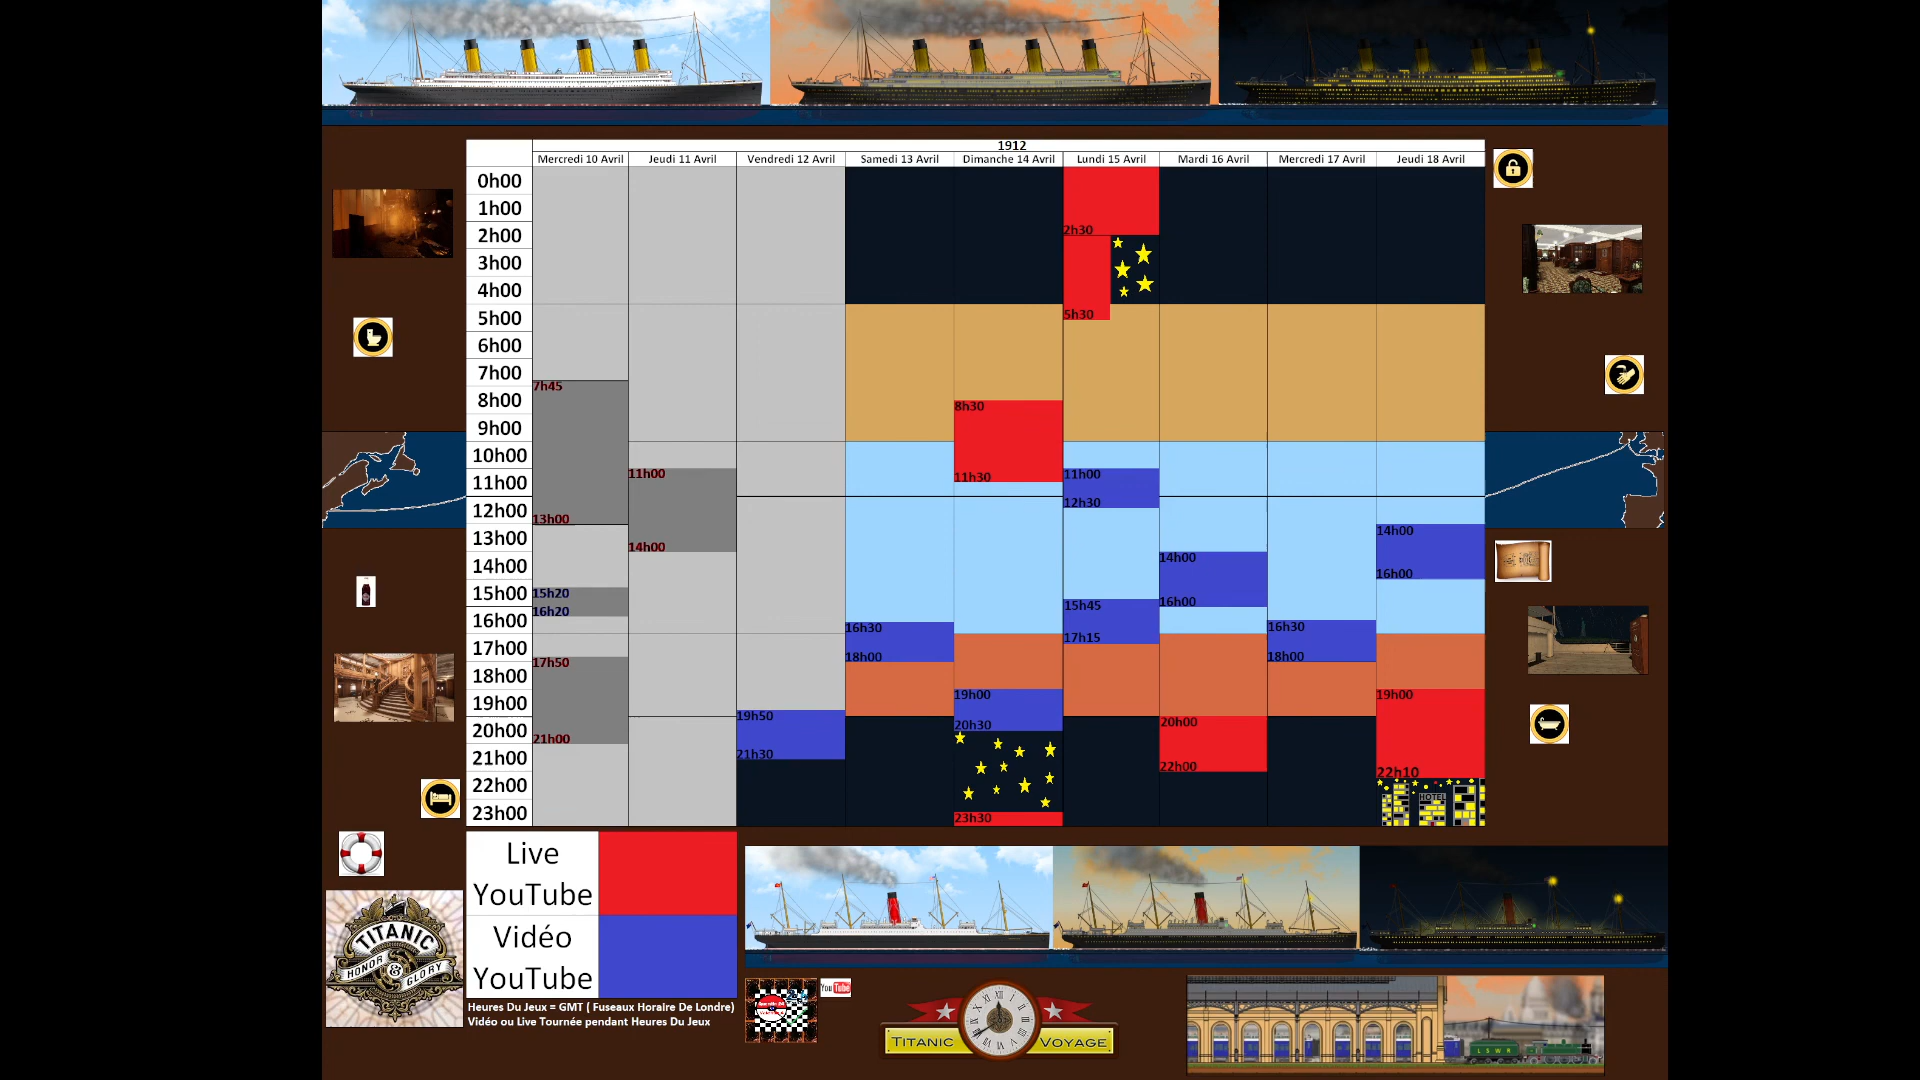 1912
Mercredi 10 Avril Jeudi 11 Avril Vendredi 12 Avril Samedi 13 Avril Dimanche 14 Avril Lundi 15 Avril Mardi 16 Avril Mercredi 17 Avril Jeudi 18 Avril
0h00
1h00
2h00 2h30
3h00
4h00
5h00 5h30
6h00
7h00
7h45
8h00 8h30
9h00
10h00
11h00 11h00 11h30 11h00
12h00 12h30
13h00 13h00 14h00
14h00 14h00 14h00
15h00 15h20 16h00
16h00 16h20 15h45 16h00
16h30 16h30
17h00 17h50 18h00 17h15 18h00
18h00
19h00 19h00 19h00
19h50 20h00
20h00 21h00 20h30
21h00 21h30 22h00 22h10
22h00 HOTEL
23h00 23h30
Live
YouTube
Vidéo
YouTube
Heures Du Jeux = GMT ( Fuseaux Horaire De Londre)
Vidéo ou Live Tournée pendant Heures Du Jeux
TITANIC
HONOR & GLORY
You Tube
TITANIC VOYAGE
L S W R